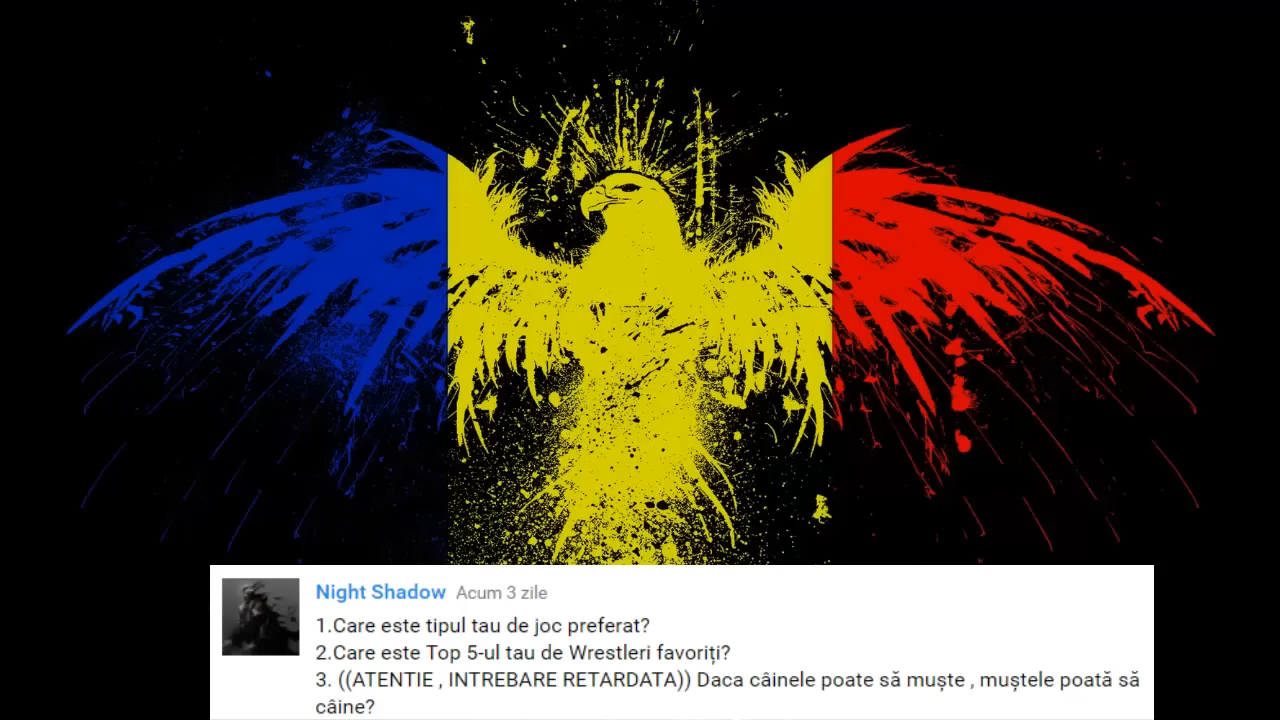 Night Shadow Acum 3 zile
1.Care este tipul tau de joc preferat?
2.Care este Top 5-ul tau de Wrestleri favoriți?
3. ((ATENTIE , INTREBARE RETARDATA)) Daca câinele poate să muște , muștele poată să
câine?